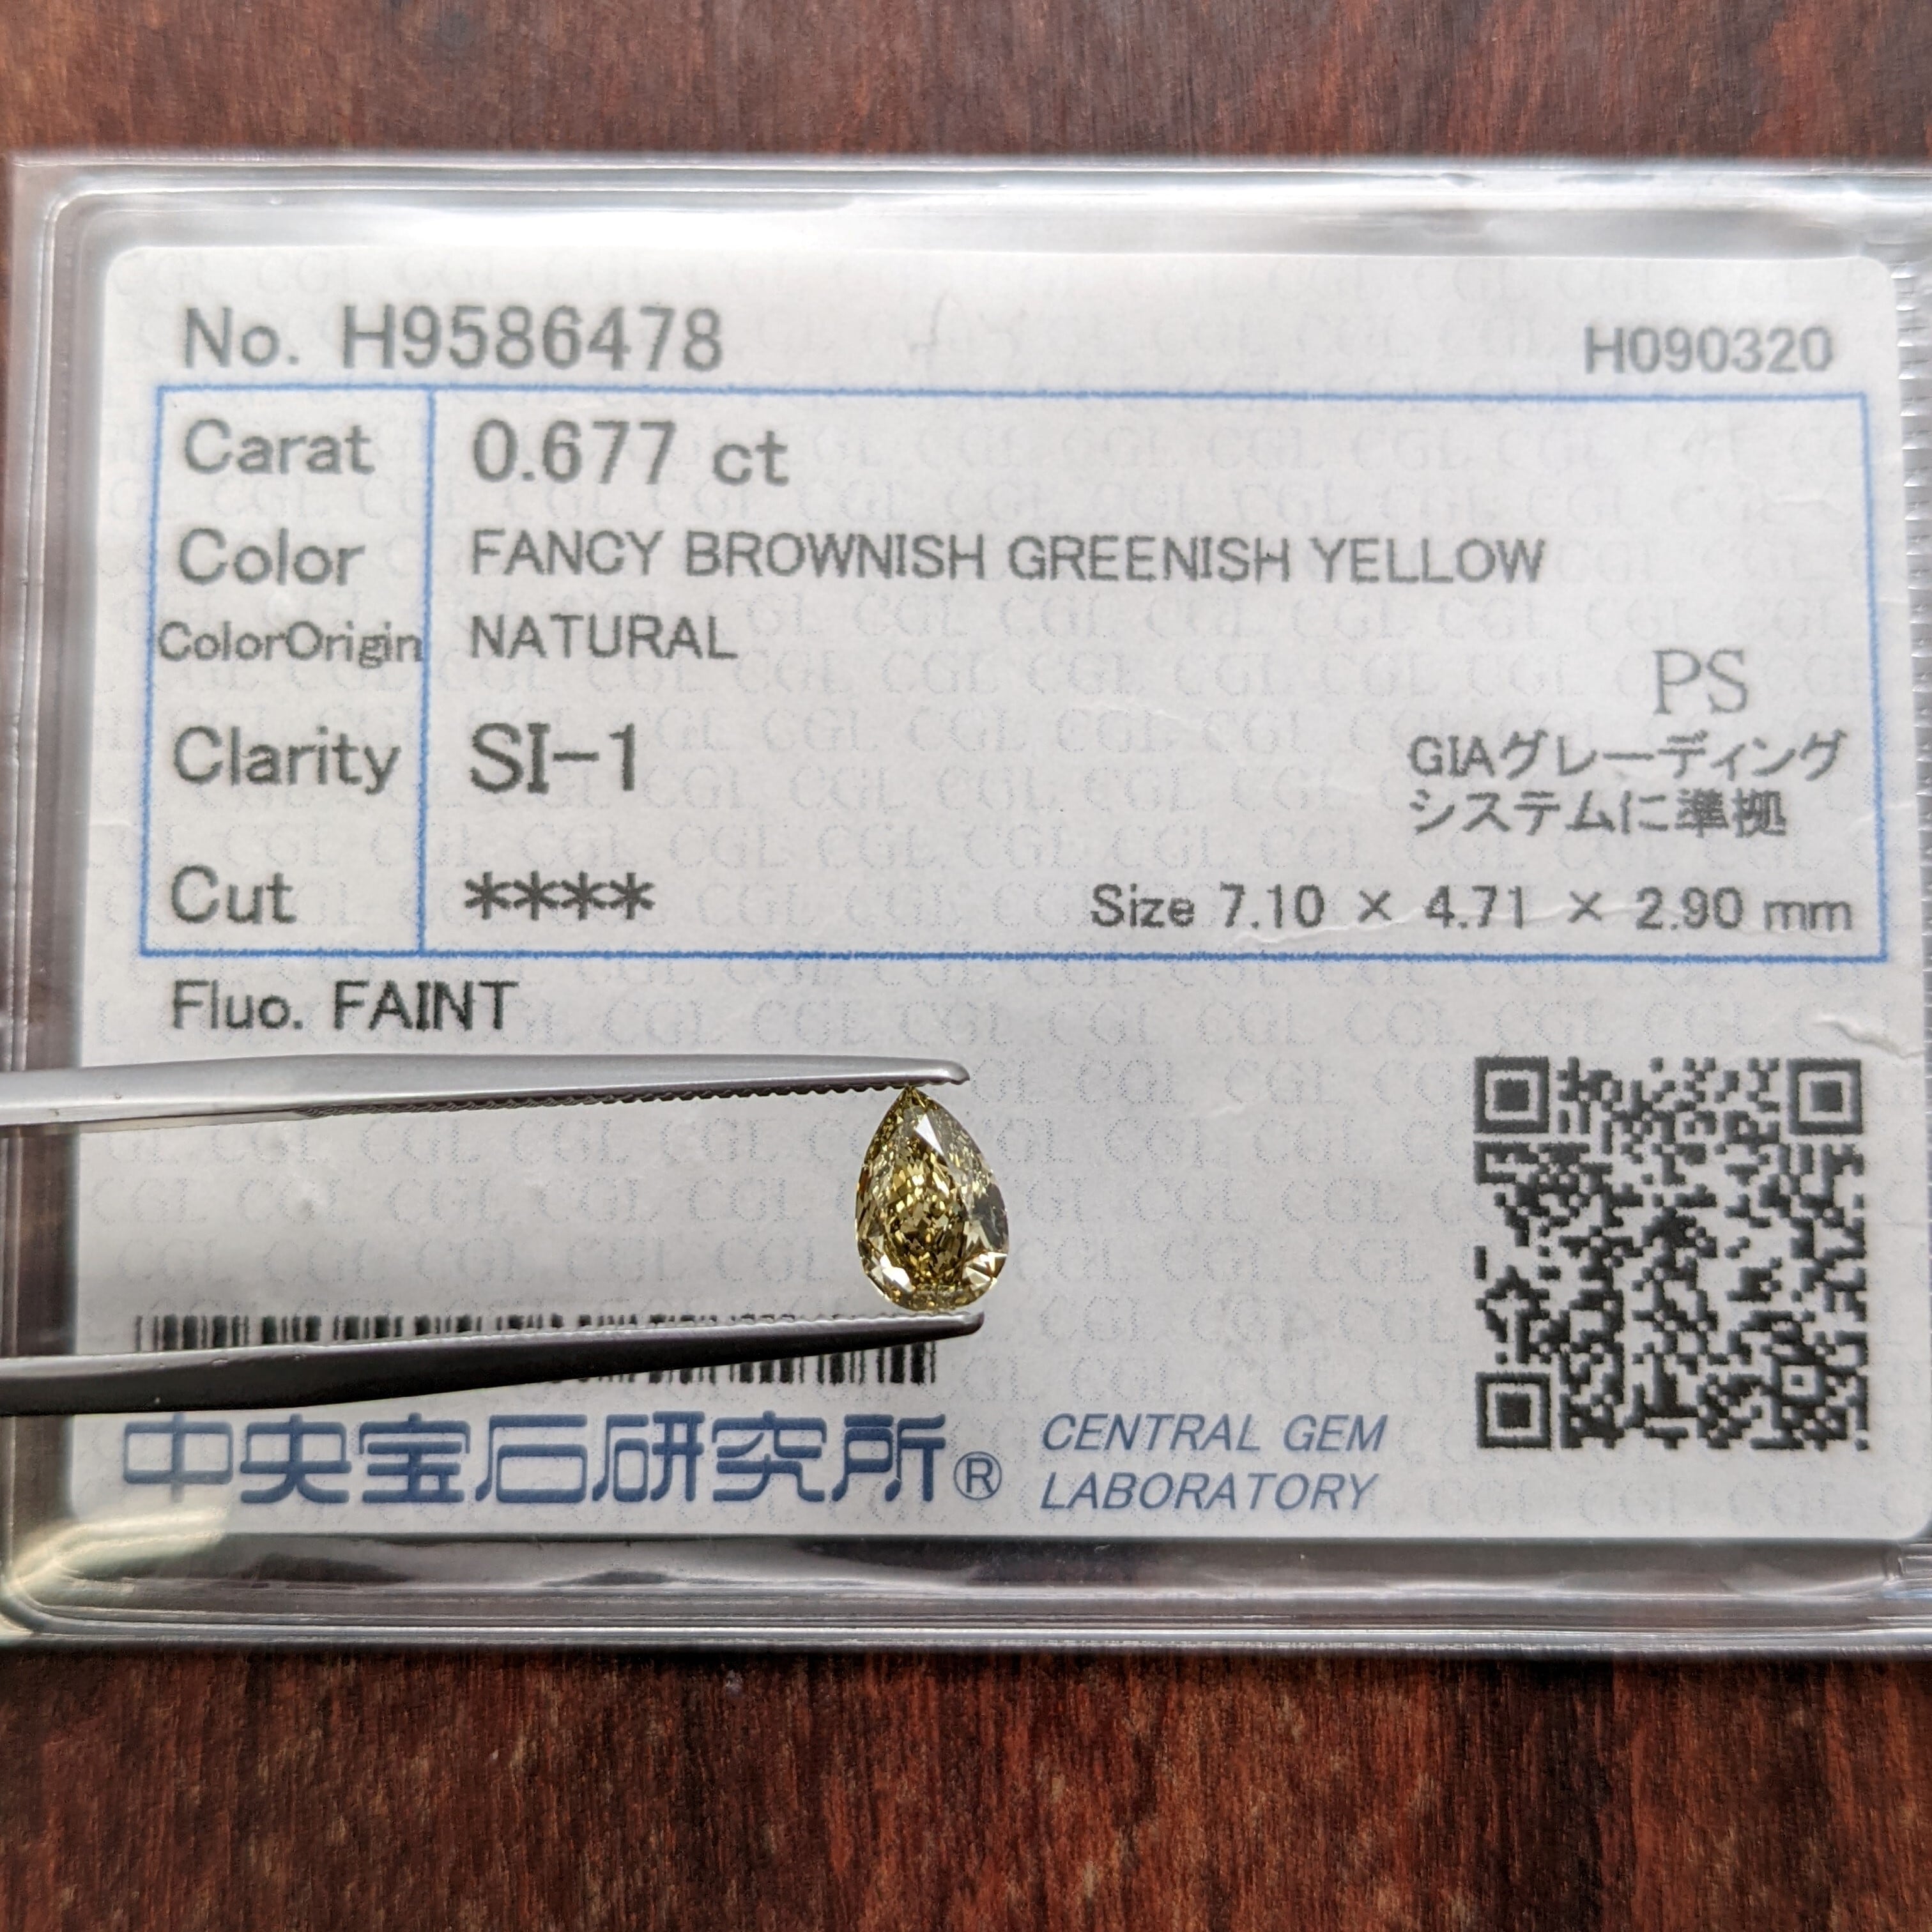 No. H9586478 H090320
Carat 0.677 ct
Color FANCY BROWNISH GREENISH YELLOW
ColorOrigin NATURAL
PS
Clarity SI-1
GIAグレーディング
システムに準拠
Cut ****
Size 7.10 × 4.71 × 2.90 mm
Fluo. FAINT
中央宝石研究所®
CENTRAL GEM
LABORATORY